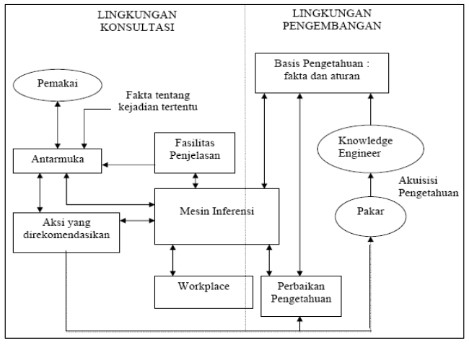 LINGKUNGAN
KONSULTASI
LINGKUNGAN
PENGEMBANGAN
Pemakai
Fakta tentang
kejadian tertentu
Basis Pengetahuan :
fakta dan aturan
Antarmuka
Fasilitas
Penjelasan
Knowledge
Engineer
Akuisisi
Pengetahuan
Aksi yang
direkomendasikan
Mesin Inferensi
Pakar
Workplace
Perbaikan
Pengetahuan